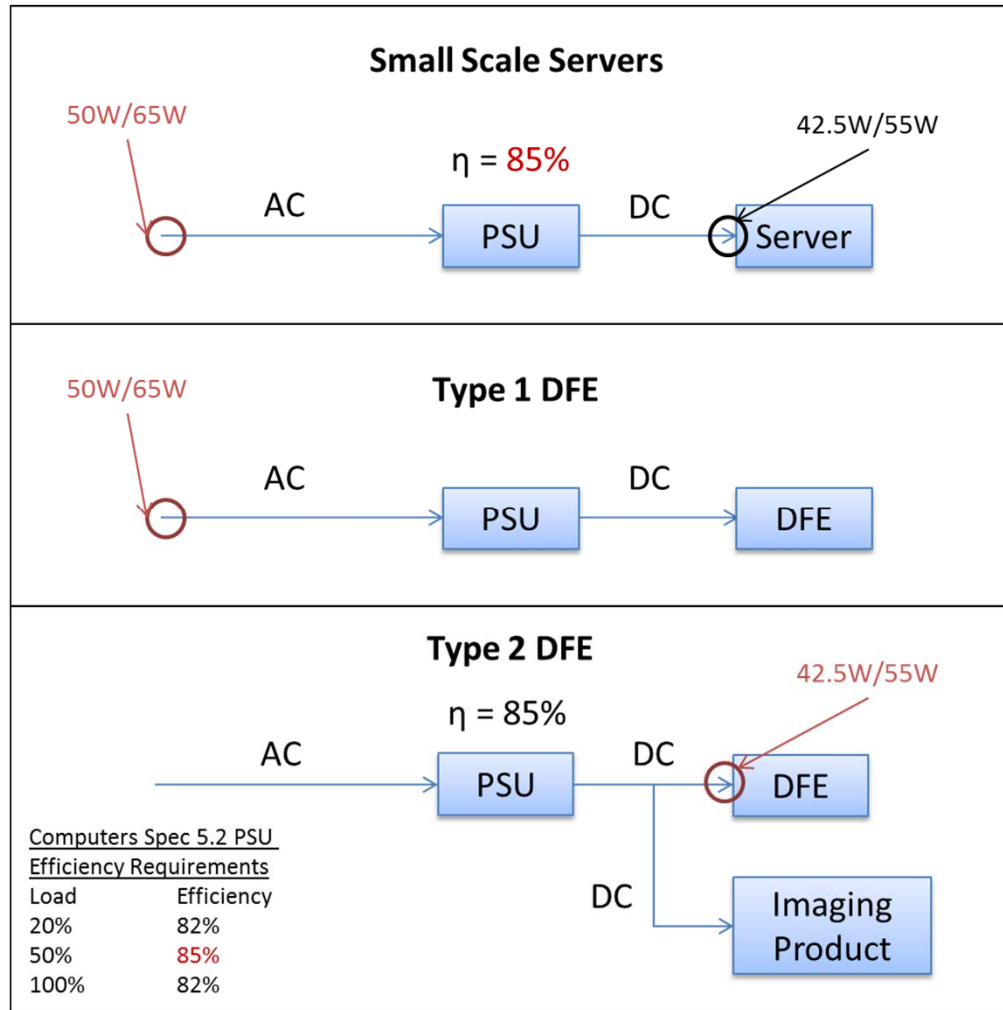 Small Scale Servers
50W/65W
42.5W/55W
η = 85%
AC
DC
PSU
Server
Type 1 DFE
50W/65W
AC
DC
PSU
DFE
Type 2 DFE
42.5W/55W
η = 85%
AC
DC
PSU
DFE
Computers Spec 5.2 PSU
Efficiency Requirements
Load Efficiency
20% 82%
50% 85%
100% 82%
DC
Imaging
Product